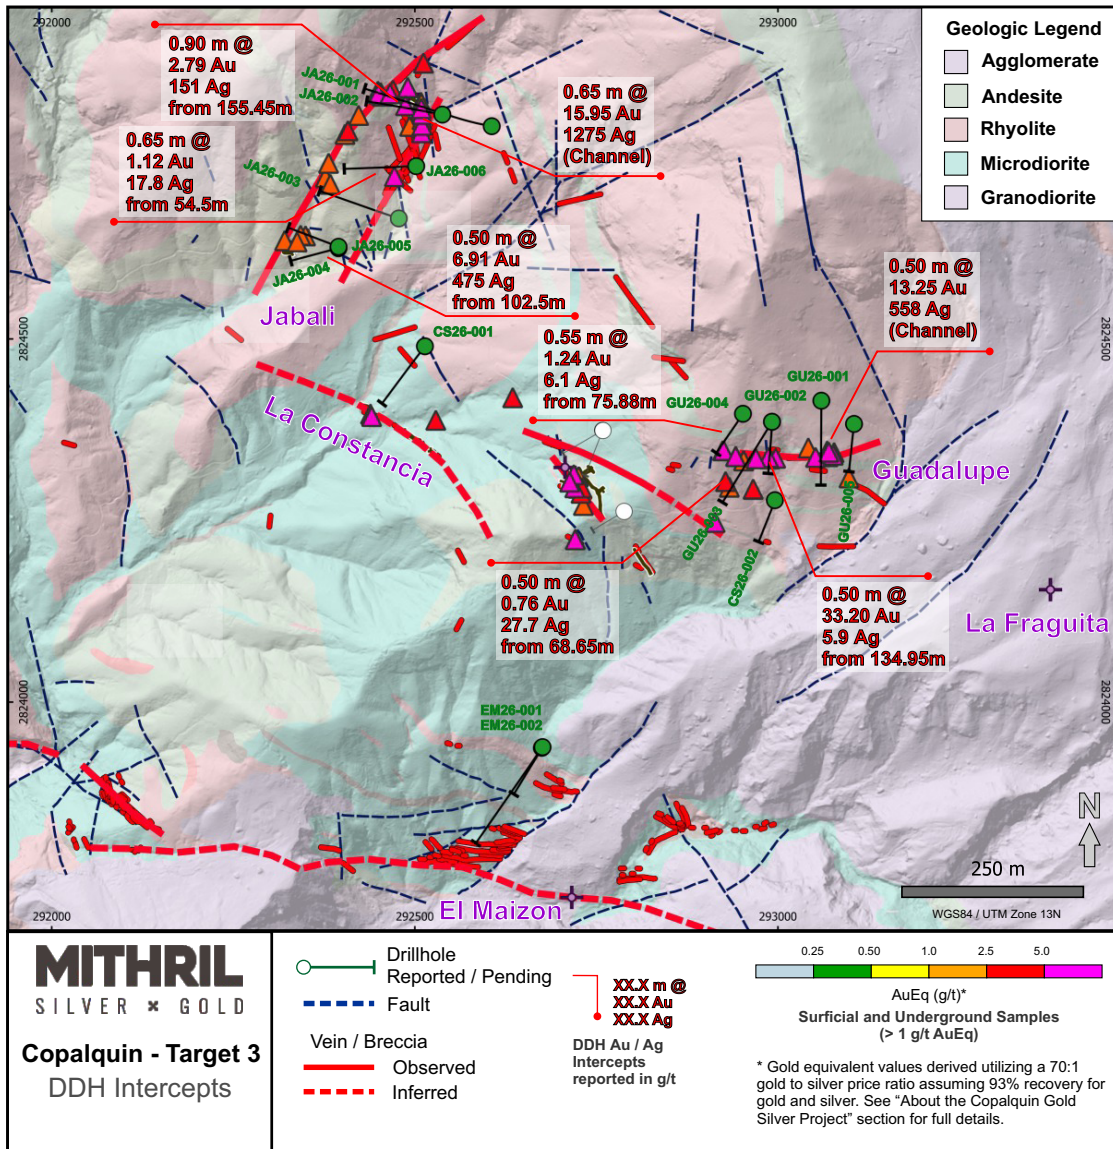 292000
292500
293000
Geologic Legend
Agglomerate
Andesite
Rhyolite
Microdiorite
Granodiorite
0.90 m @
2.79 Au
151 Ag
from 155.45m
JA26-001
JA26-002
0.65 m @
15.95 Au
1275 Ag
(Channel)
0.65 m @
1.12 Au
17.8 Ag
from 54.5m
JA26-003
JA26-006
JA26-005
JA26-004
0.50 m @
6.91 Au
475 Ag
from 102.5m
0.50 m @
13.25 Au
558 Ag
(Channel)
Jabali
CS26-001
2824500
2824500
0.55 m @
1.24 Au
6.1 Ag
from 75.88m
GU26-001
GU26-002
GU26-004
La Constancia
Guadalupe
GU26-005
GU26-003
CS26-002
0.50 m @
0.76 Au
27.7 Ag
from 68.65m
0.50 m @
33.20 Au
5.9 Ag
from 134.95m
La Fraguita
2824000
2824000
EM26-001
EM26-002
El Maizon
N
250 m
WGS84 / UTM Zone 13N
292000
292500
293000
MITHRIL
SILVER GOLD
Copalquin - Target 3
DDH Intercepts
Drillhole
Reported / Pending
Fault
Vein / Breccia
Observed
Inferred
XX.X m @
XX.X Au
XX.X Ag
DDH Au / Ag
Intercepts
reported in g/t
0.25 0.50 1.0 2.5 5.0
AuEq (g/t)*
Surficial and Underground Samples
(> 1 g/t AuEq)
* Gold equivalent values derived utilizing a 70:1
gold to silver price ratio assuming 93% recovery for
gold and silver. See “About the Copalquin Gold
Silver Project” section for full details.